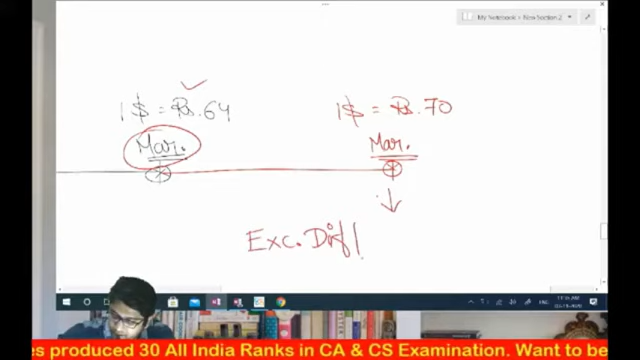 My Notebook • New Section 2
1$ = Rs.64
1$ = Rs.70
Mar.
Mar.
Exc. Diff
es produced 30 All India Ranks in CA & CS Examination. Want to be